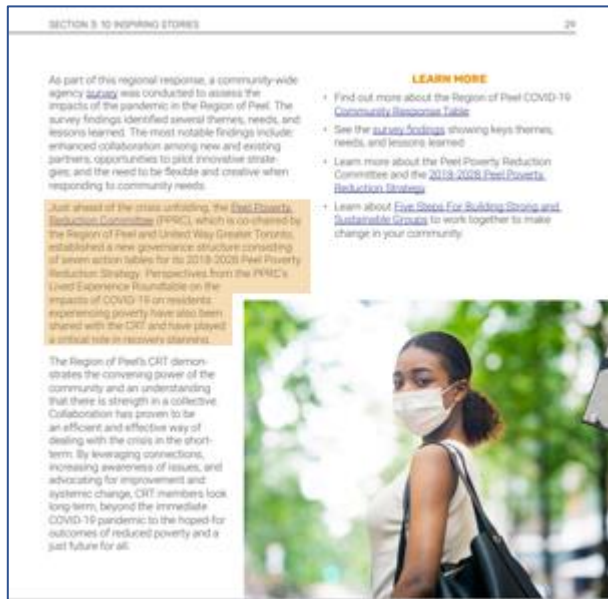 SECTION 3: 10 INSPIRING STORIES
29
As part of this regional response, a community-wide
agency survey was conducted to assess the
impacts of the pandemic in the Region of Peel. The
survey findings identified several themes, needs, and
lessons learned. The most notable findings include:
enhanced collaboration among new and existing
partners; opportunities to pilot innovative strate-
gies; and the need to be flexible and creative when
responding to community needs.
Just ahead of the crisis unfolding, the Peel Poverty
Reduction Committee (PPRC), which is co-chaired by
the Region of Peel and United Way Greater Toronto,
established a new governance structure consisting
of seven action tables for its 2018-2028 Peel Poverty
Reduction Strategy. Perspectives from the PPRC's
Lived Experience Roundtable on the
impacts of COVID-19 on residents
experiencing poverty have also been
shared with the CRT and have played
a critical role in recovery planning.
The Region of Peel's CRT demon-
strates the convening power of the
community and an understanding
that there is strength in a collective.
Collaboration has proven to be
an efficient and effective way of
dealing with the crisis in the short-
term. By leveraging connections,
increasing awareness of issues, and
advocating for improvement and
systemic change, CRT members look
long-term, beyond the immediate
COVID-19 pandemic to the hoped-for
outcomes of reduced poverty and a
just future for all.
LEARN MORE
• Find out more about the Region of Peel COVID-19
Community Response Table
• See the survey findings showing keys themes,
needs, and lessons learned
• Learn more about the Peel Poverty Reduction
Committee and the 2018-2028 Peel Poverty
Reduction Strategy
• Learn about Five Steps For Building Strong and
Sustainable Groups to work together to make
change in your community.